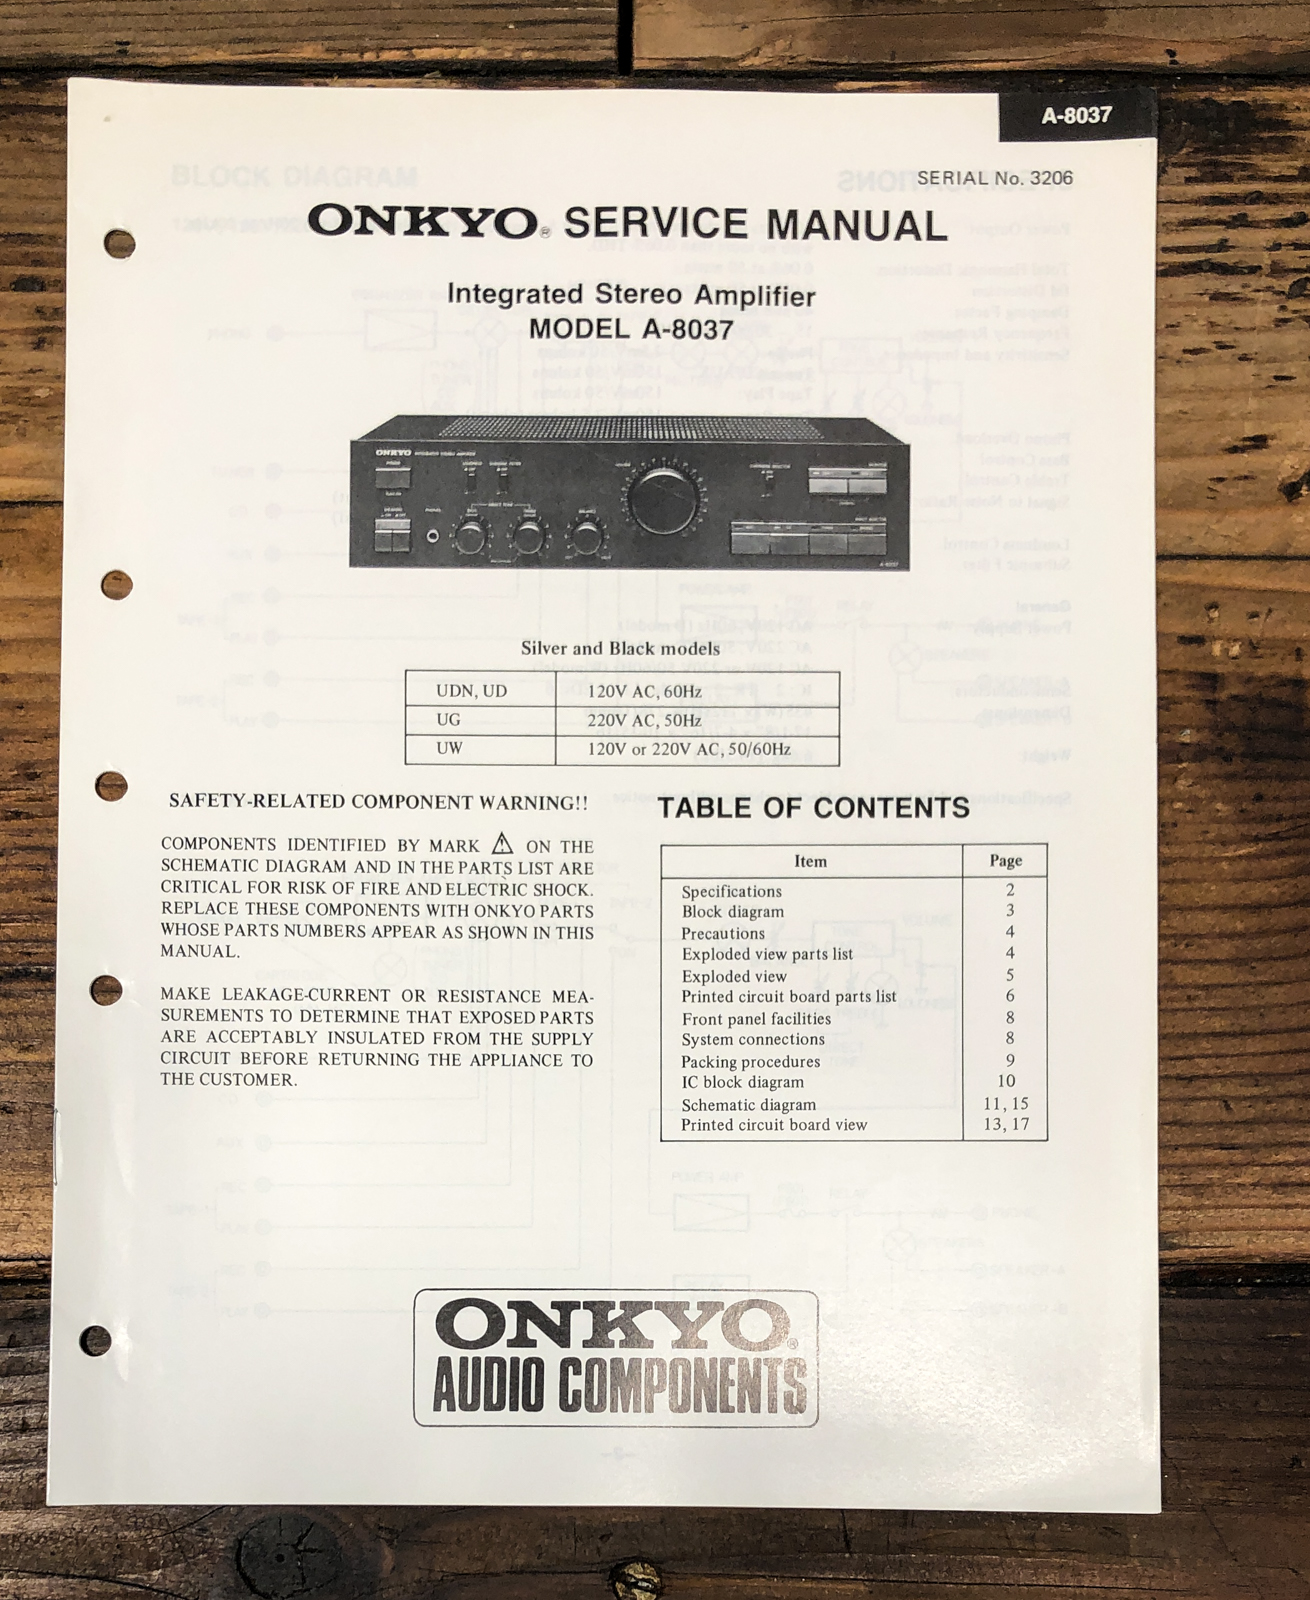 A-8037
SERIAL No. 3206
ONKYO® SERVICE MANUAL
Integrated Stereo Amplifier
MODEL A-8037
ONKYO INTEGRATED STEREO AMPLIFIER
A-8037
Silver and Black models
UDN, UD 120V AC, 60Hz
UG 220V AC, 50Hz
UW 120V or 220V AC, 50/60Hz
SAFETY-RELATED COMPONENT WARNING!!
COMPONENTS IDENTIFIED BY MARK ⚠ ON THE
SCHEMATIC DIAGRAM AND IN THE PARTS LIST ARE
CRITICAL FOR RISK OF FIRE AND ELECTRIC SHOCK.
REPLACE THESE COMPONENTS WITH ONKYO PARTS
WHOSE PARTS NUMBERS APPEAR AS SHOWN IN THIS
MANUAL.
MAKE LEAKAGE-CURRENT OR RESISTANCE MEA-
SUREMENTS TO DETERMINE THAT EXPOSED PARTS
ARE ACCEPTABLY INSULATED FROM THE SUPPLY
CIRCUIT BEFORE RETURNING THE APPLIANCE TO
THE CUSTOMER.
TABLE OF CONTENTS
Item Page
Specifications 2
Block diagram 3
Precautions 4
Exploded view parts list 4
Exploded view 5
Printed circuit board parts list 6
Front panel facilities 8
System connections 8
Packing procedures 9
IC block diagram 10
Schematic diagram 11, 15
Printed circuit board view 13, 17
ONKYO®
AUDIO COMPONENTS